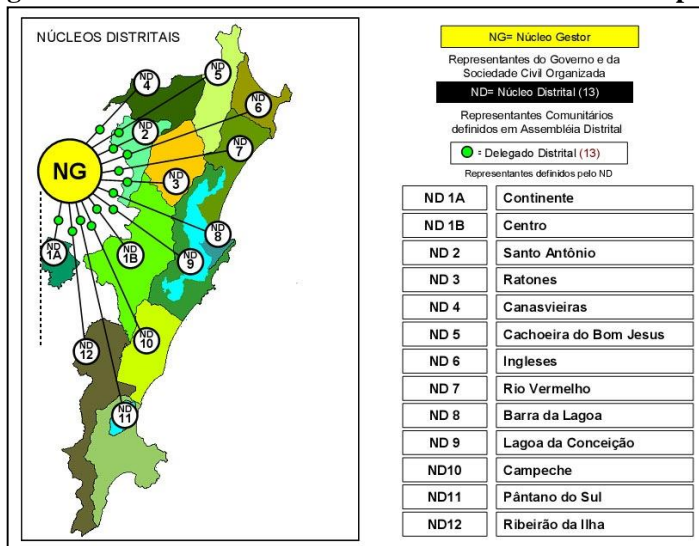 NÚCLEOS DISTRITAIS
ND
4
ND
5
ND
6
ND
2
ND
7
NG
ND
3
ND
8
ND
1A
ND
1B
ND
9
ND
10
ND
12
ND
11
NG= Núcleo Gestor
Representantes do Governo e da
Sociedade Civil Organizada
ND= Núcleo Distrital (13)
Representantes Comunitários
definidos em Assembléia Distrital
= Delegado Distrital (13)
Representantes definidos pelo ND
ND 1A Continente
ND 1B Centro
ND 2 Santo Antônio
ND 3 Ratones
ND 4 Canasvieiras
ND 5 Cachoeira do Bom Jesus
ND 6 Ingleses
ND 7 Rio Vermelho
ND 8 Barra da Lagoa
ND 9 Lagoa da Conceição
ND10 Campeche
ND11 Pântano do Sul
ND12 Ribeirão da Ilha